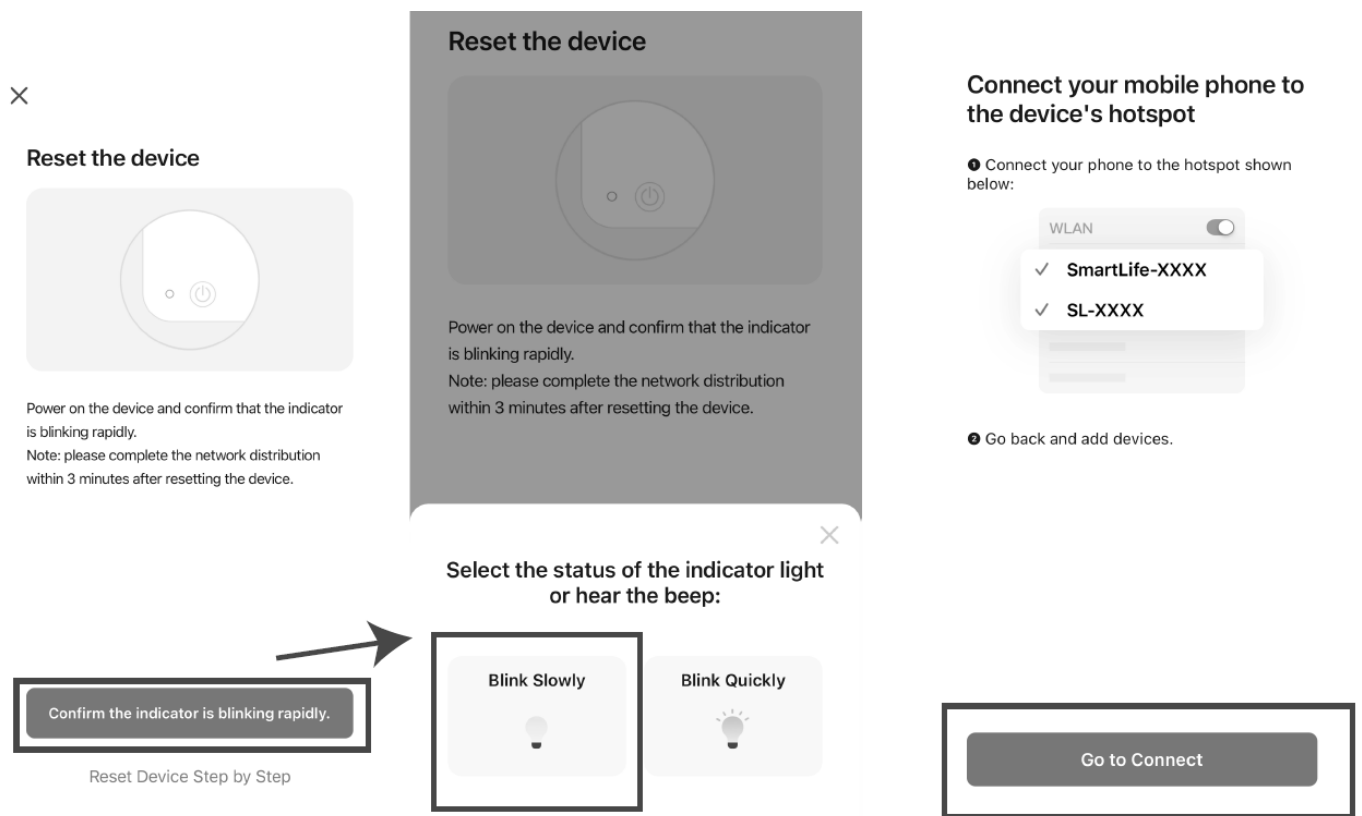 Reset the device
Power on the device and confirm that the indicator
is blinking rapidly.
Note: please complete the network distribution
within 3 minutes after resetting the device.
Confirm the indicator is blinking rapidly.
Reset Device Step by Step
Reset the device
Power on the device and confirm that the indicator
is blinking rapidly.
Note: please complete the network distribution
within 3 minutes after resetting the device.
Select the status of the indicator light
or hear the beep:
Blink Slowly
Blink Quickly
Connect your mobile phone to
the device's hotspot
❶ Connect your phone to the hotspot shown
below:
WLAN
SmartLife-XXXX
SL-XXXX
❷ Go back and add devices.
Go to Connect